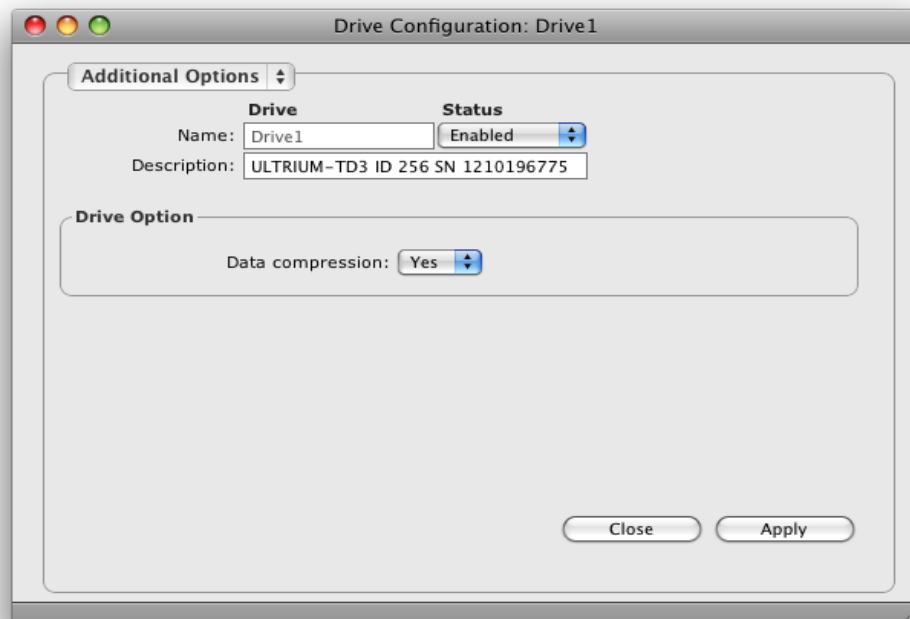 Drive Configuration: Drive1
Additional Options
Drive Status
Name: Drive1 Enabled
Description: ULTRIUM-TD3 ID 256 SN 1210196775
Drive Option
Data compression: Yes
Close Apply